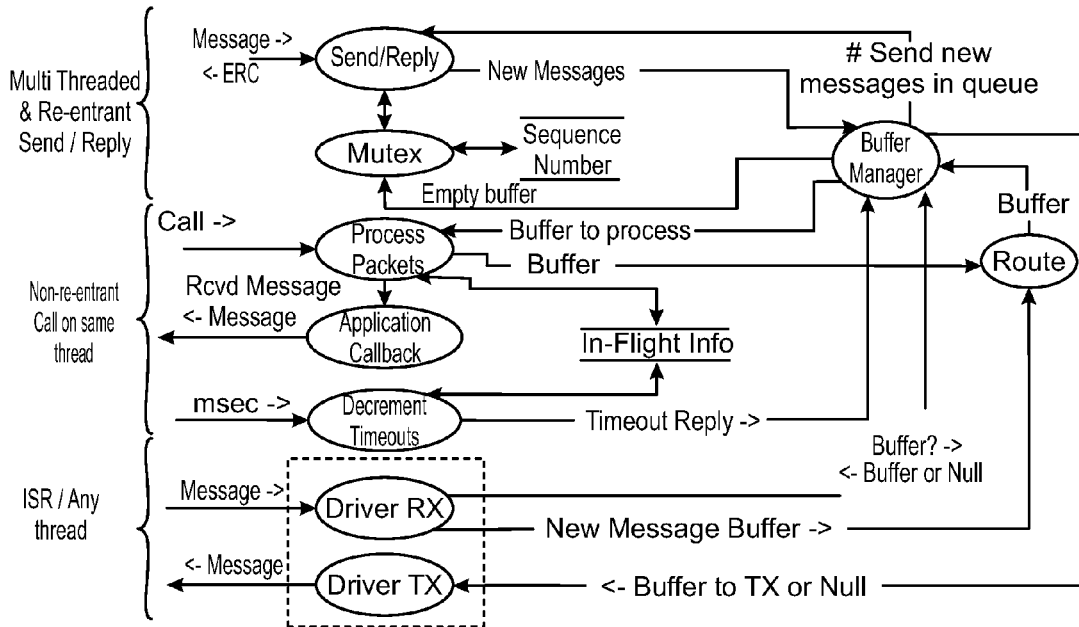 Multi Threaded
& Re-entrant
Send / Reply
Message ->
<- ERC
Send/Reply
New Messages
# Send new
messages in queue
Mutex
Sequence
Number
Buffer
Manager
Empty buffer
Buffer
Call ->
Process
Packets
Buffer to process
Buffer
Route
Non-re-entrant
Call on same
thread
Rcvd Message
<- Message
Application
Callback
In-Flight Info
msec ->
Decrement
Timeouts
Timeout Reply ->
Buffer? ->
<- Buffer or Null
ISR / Any
thread
Message ->
Driver RX
New Message Buffer ->
<- Message
Driver TX
<- Buffer to TX or Null